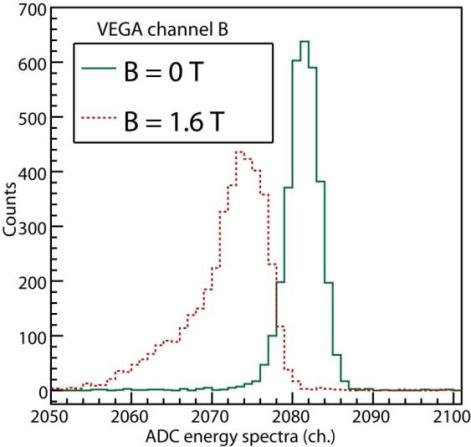 700
VEGA channel B
600
B = 0 T
500
B = 1.6 T
400
Counts
300
200
100
0
2050 2060 2070 2080 2090 2100
ADC energy spectra (ch.)